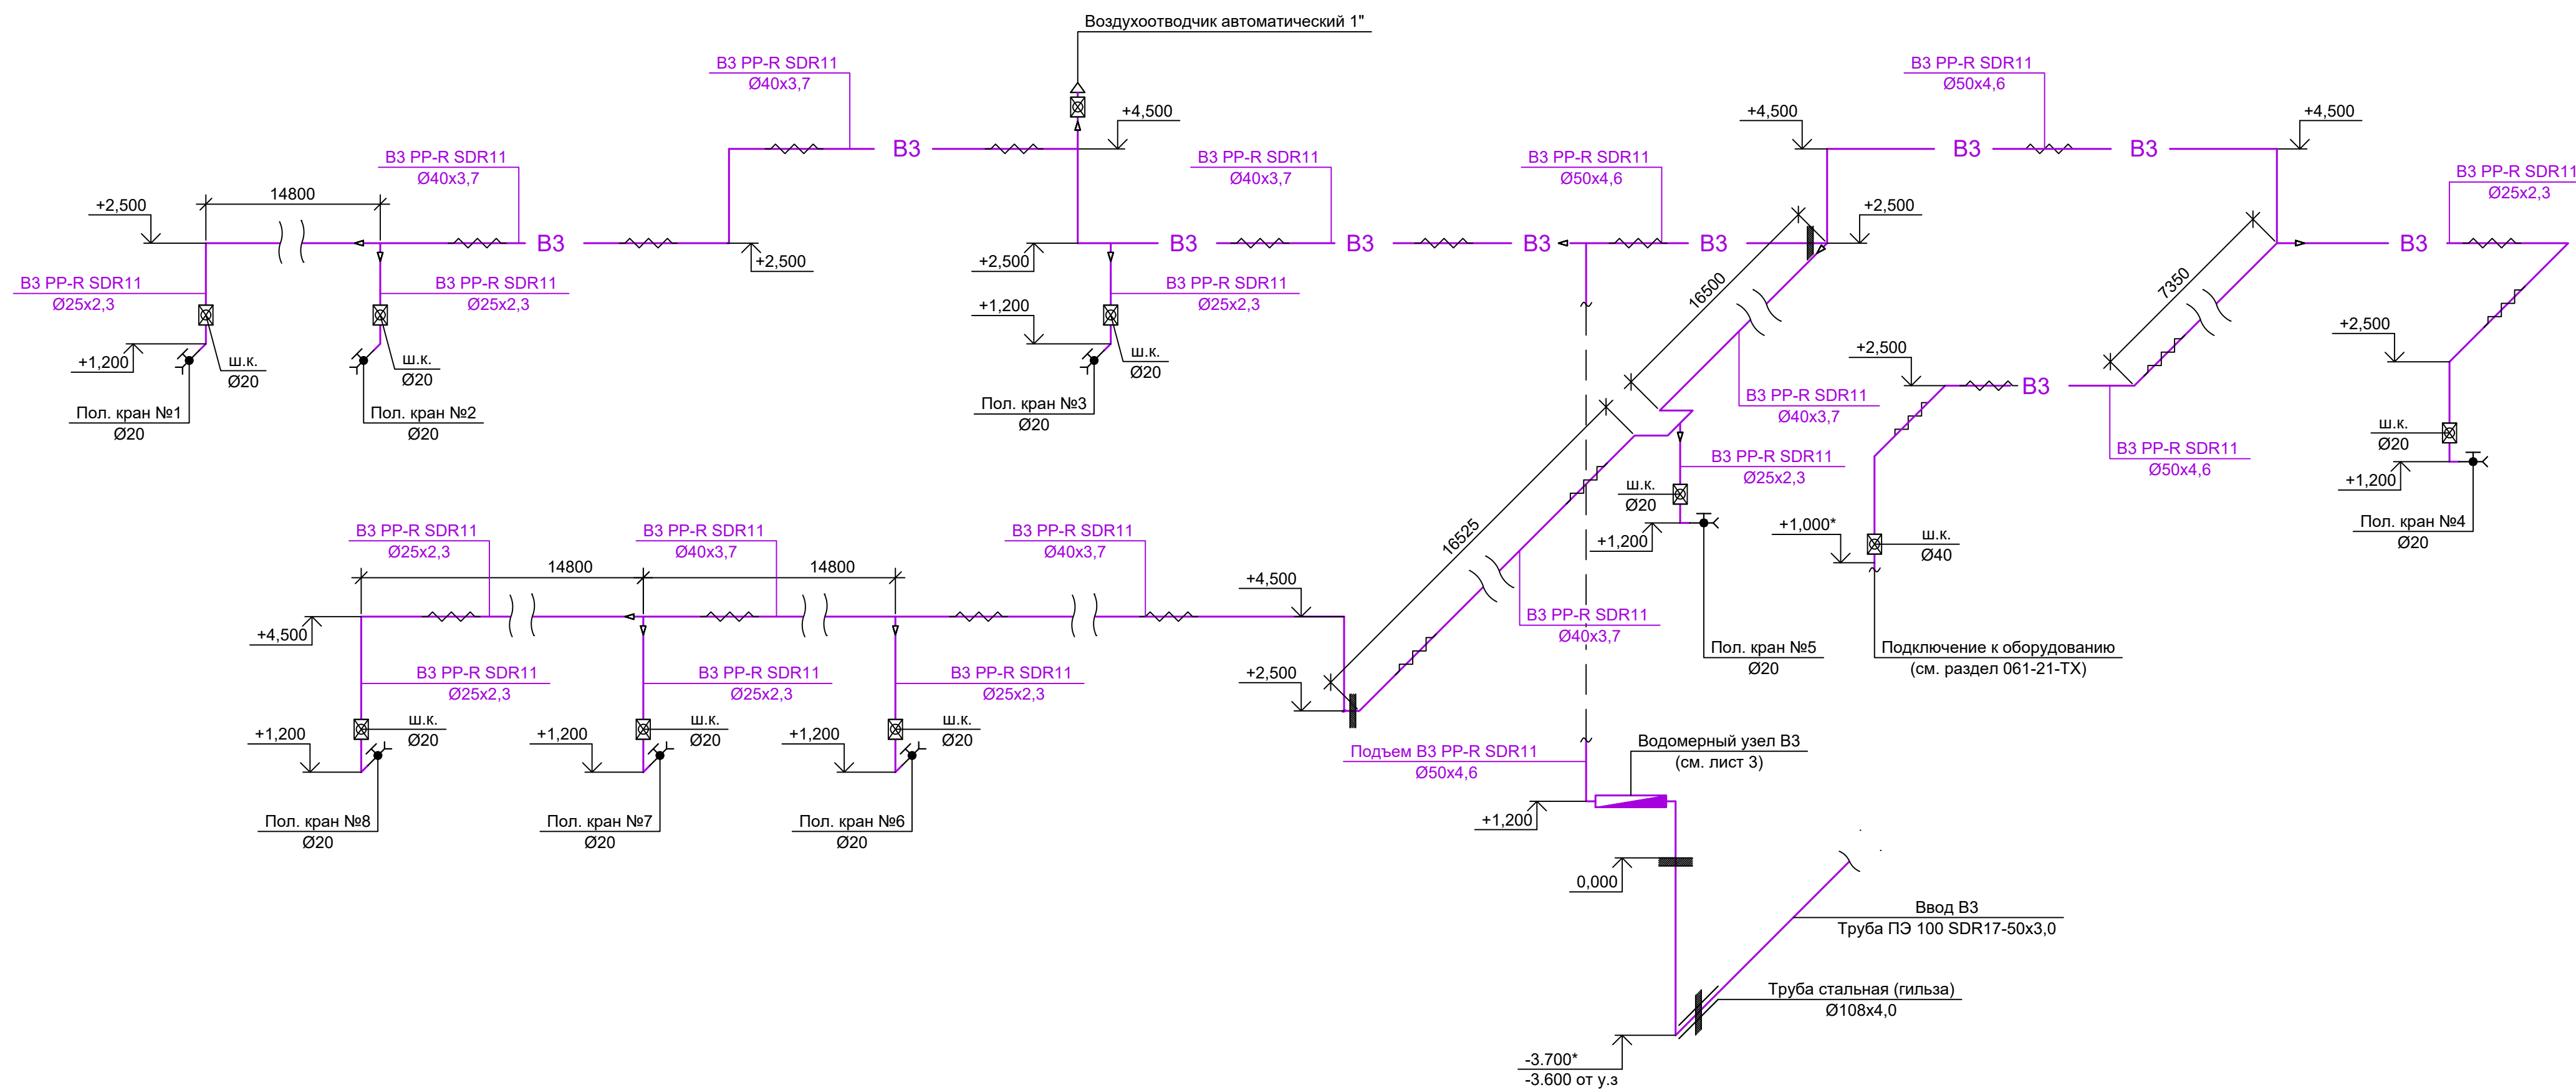 Воздухоотводчик автоматический 1"
В3 PP-R SDR11
Ø40x3,7
В3 PP-R SDR11
Ø50x4,6
+4,500
+4,500
+4,500
В3
В3
В3
В3 PP-R SDR11
Ø40x3,7
В3 PP-R SDR11
Ø40x3,7
В3 PP-R SDR11
Ø50x4,6
В3 PP-R SDR11
Ø25x2,3
14800
+2,500
+2,500
В3
В3
В3
В3
В3
В3
+2,500
+2,500
16500
7350
В3 PP-R SDR11
Ø25x2,3
В3 PP-R SDR11
Ø25x2,3
В3 PP-R SDR11
Ø25x2,3
+1,200
+1,200
ш.к.
Ø20
ш.к.
Ø20
ш.к.
Ø20
+2,500
+2,500
В3
Пол. кран №1
Ø20
Пол. кран №2
Ø20
Пол. кран №3
Ø20
В3 PP-R SDR11
Ø40x3,7
ш.к.
Ø20
+1,200
В3 PP-R SDR11
Ø50x4,6
В3 PP-R SDR11
Ø25x2,3
ш.к.
Ø20
+1,200
16525
+1,000*
ш.к.
Ø40
Пол. кран №4
Ø20
В3 PP-R SDR11
Ø25x2,3
В3 PP-R SDR11
Ø40x3,7
В3 PP-R SDR11
Ø40x3,7
14800
14800
+4,500
+4,500
В3 PP-R SDR11
Ø40x3,7
Пол. кран №5
Ø20
Подключение к оборудованию
(см. раздел 061-21-ТХ)
В3 PP-R SDR11
Ø25x2,3
В3 PP-R SDR11
Ø25x2,3
В3 PP-R SDR11
Ø25x2,3
+2,500
ш.к.
Ø20
ш.к.
Ø20
ш.к.
Ø20
+1,200
+1,200
+1,200
Подъем В3 PP-R SDR11
Ø50x4,6
Водомерный узел В3
(см. лист 3)
Пол. кран №8
Ø20
Пол. кран №7
Ø20
Пол. кран №6
Ø20
+1,200
0,000
Ввод В3
Труба ПЭ 100 SDR17-50x3,0
Труба стальная (гильза)
Ø108x4,0
-3.700*
-3.600 от у.з